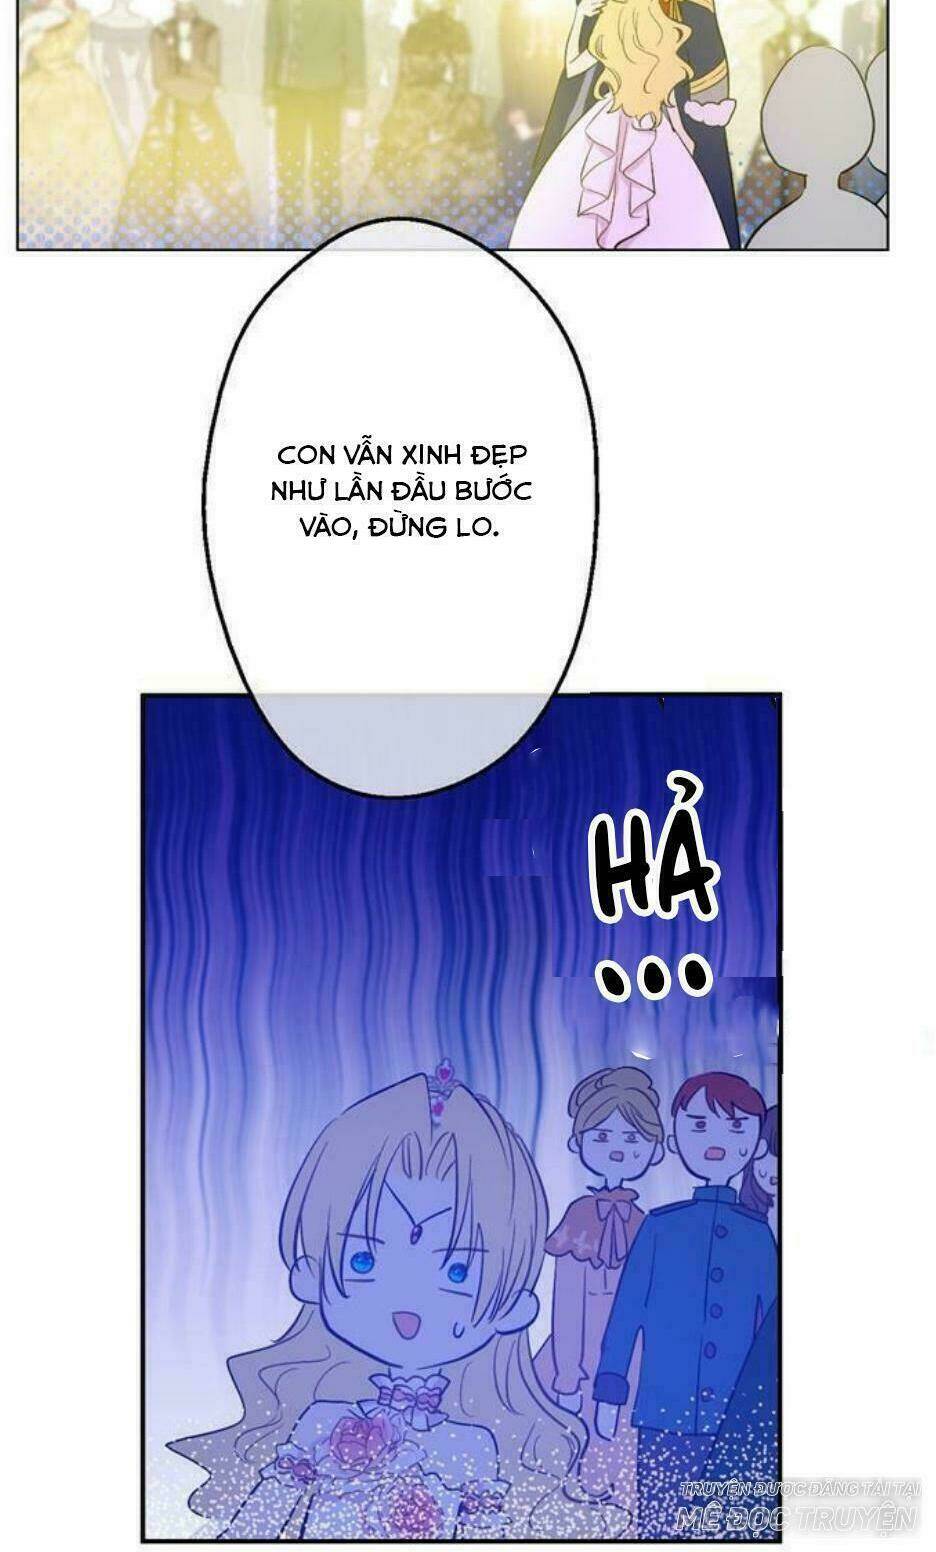 CON VẪN XINH ĐẸP
NHƯ LẦN ĐẦU BƯỚC
VÀO, ĐỪNG LO.
HẢ
...
TRUYỆN ĐƯỢC ĐĂNG TẢI TẠI
MÊ ĐỌC TRUYỆN